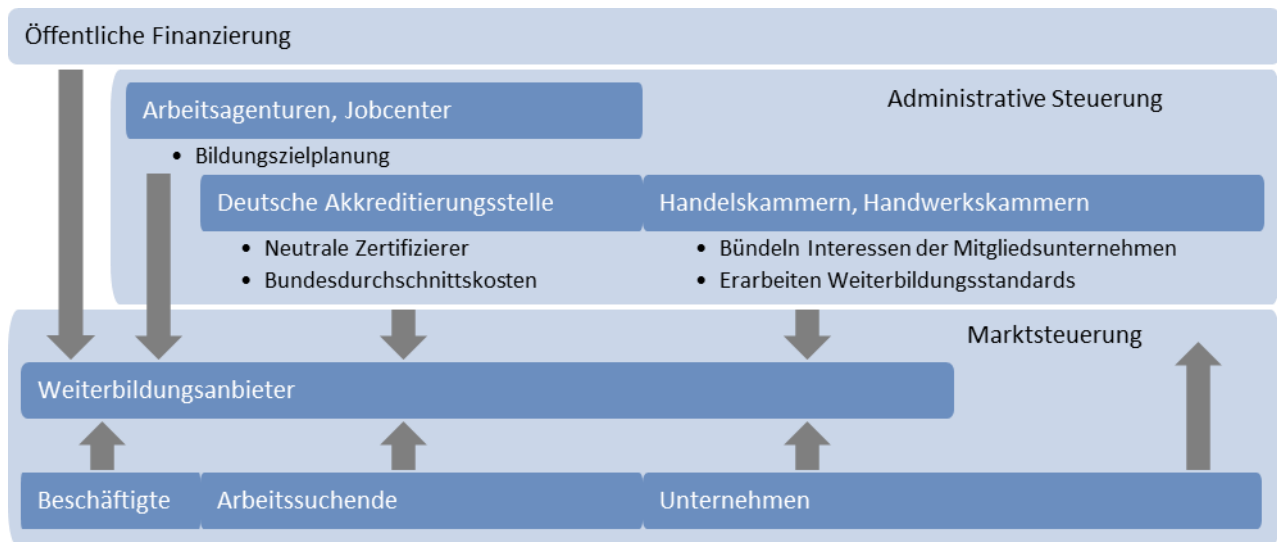 Öffentliche Finanzierung
Administrative Steuerung
Arbeitsagenturen, Jobcenter
• Bildungszielplanung
Deutsche Akkreditierungsstelle
Handelskammern, Handwerkskammern
• Neutrale Zertifizierer
• Bundesdurchschnittskosten
• Bündeln Interessen der Mitgliedsunternehmen
• Erarbeiten Weiterbildungsstandards
Marktsteuerung
Weiterbildungsanbieter
Beschäftigte
Arbeitssuchende
Unternehmen